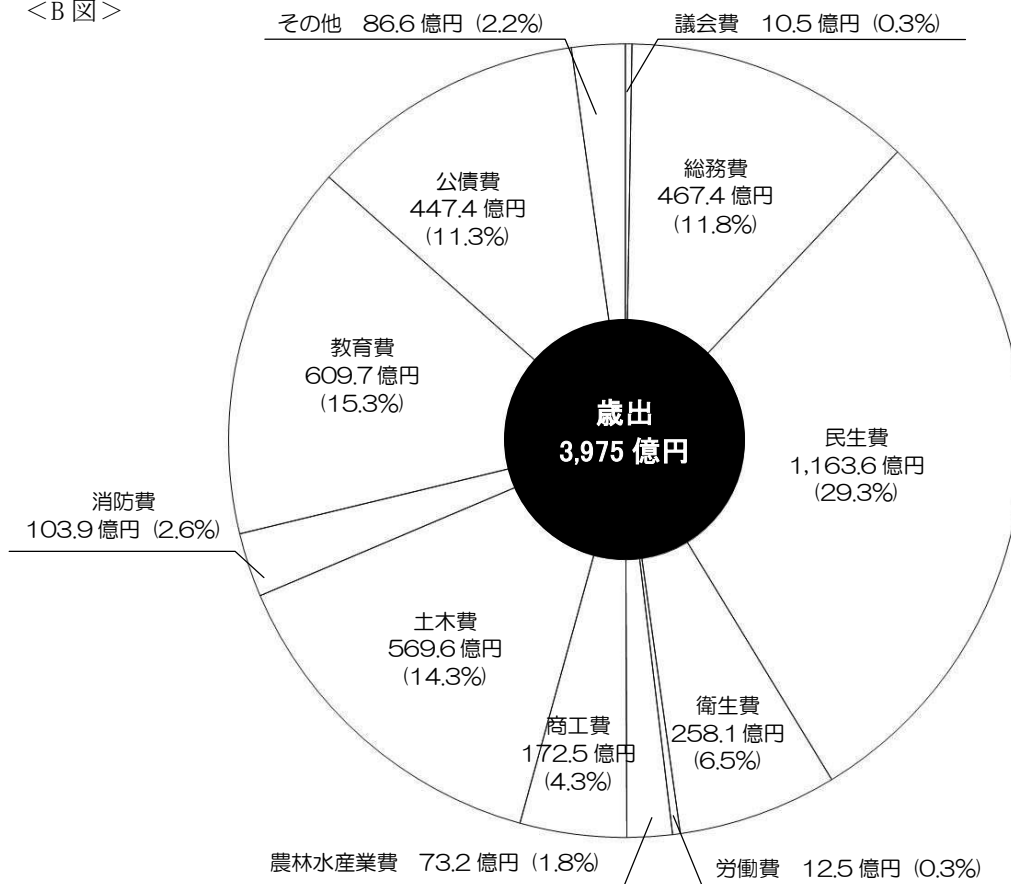 <B図>
その他 86.6億円 (2.2%)
議会費 10.5億円 (0.3%)
総務費
467.4億円
(11.8%)
公債費
447.4億円
(11.3%)
教育費
609.7億円
(15.3%)
歳出
3,975億円
民生費
1,163.6億円
(29.3%)
消防費
103.9億円 (2.6%)
土木費
569.6億円
(14.3%)
商工費
172.5億円
(4.3%)
衛生費
258.1億円
(6.5%)
農林水産業費 73.2億円 (1.8%)
労働費 12.5億円 (0.3%)